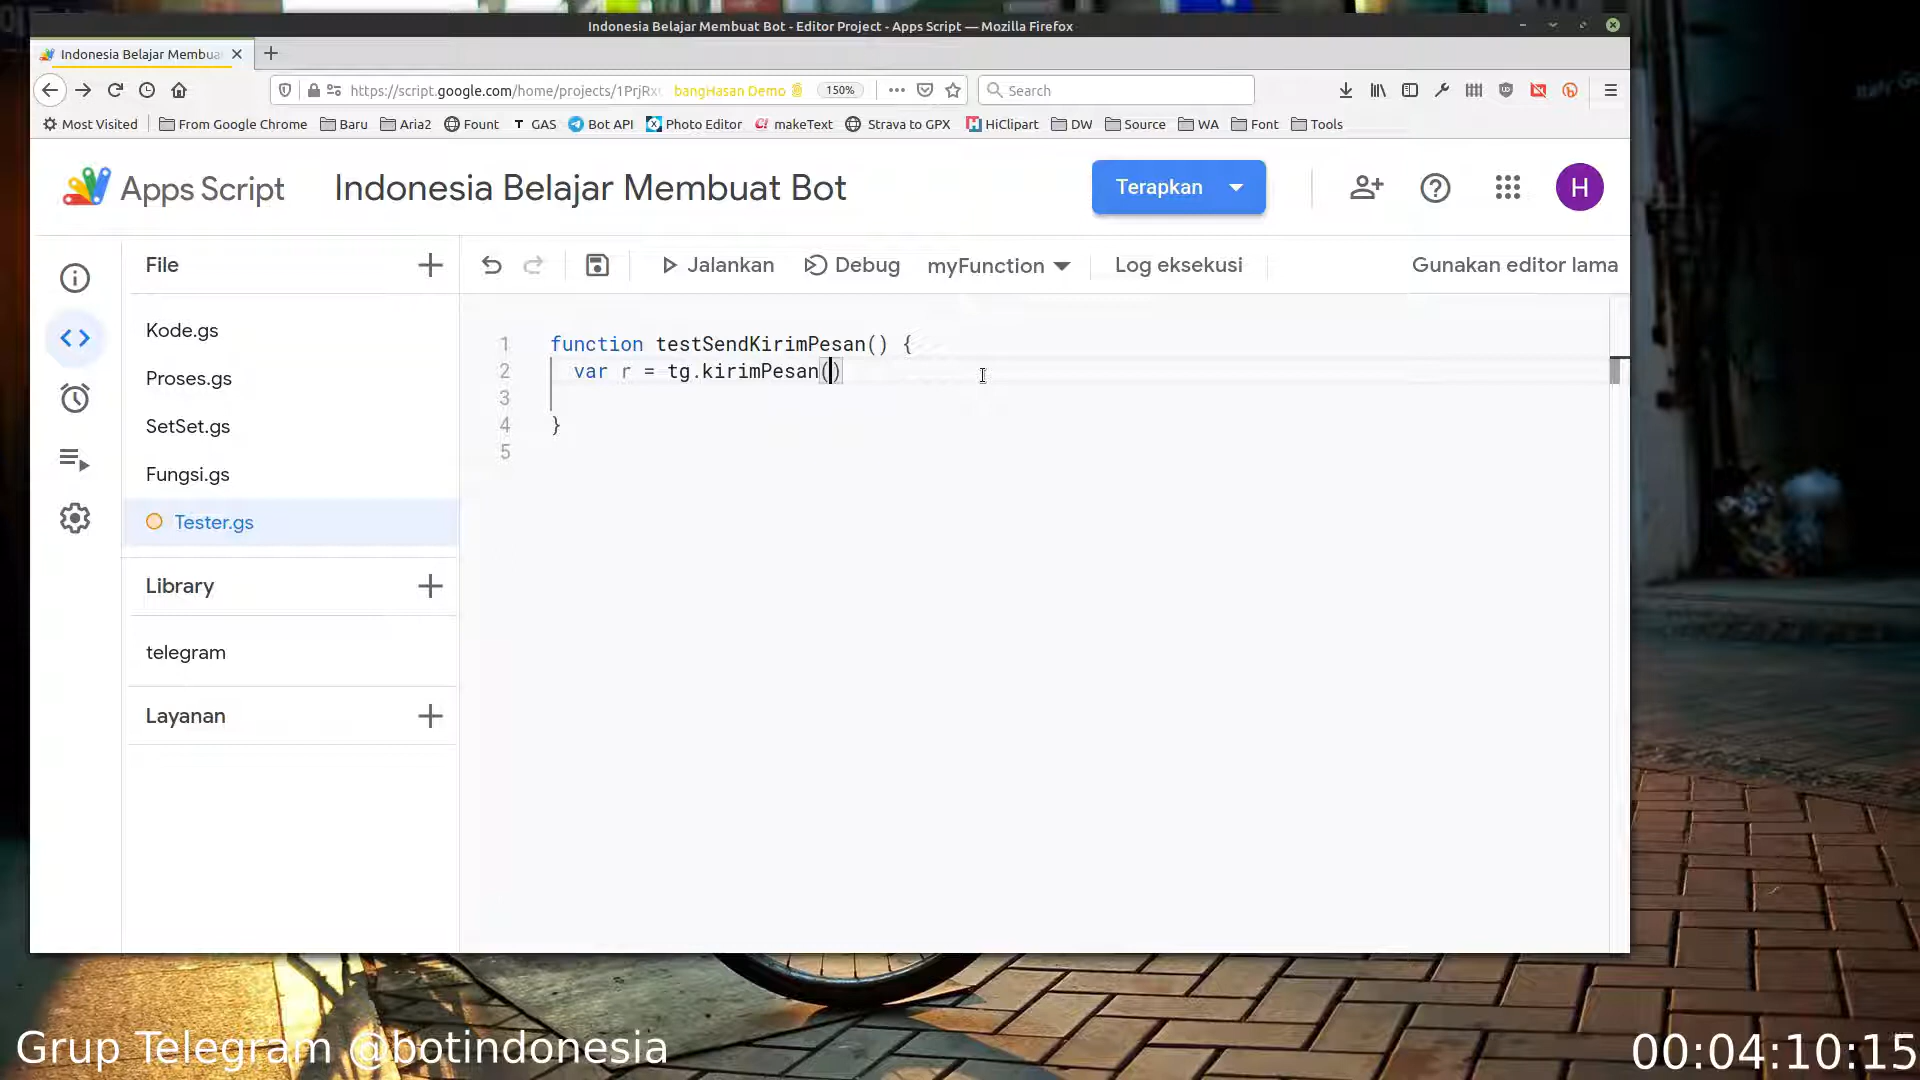 Indonesia Belajar Membuat Bot - Editor Project - Apps Script — Mozilla Firefox
Indonesia Belajar Membua
https://script.google.com/home/projects/1PrjRx
bangHasan Demo
150%
Search
Most Visited
From Google Chrome
Baru
Aria2
Fount
GAS
Bot API
Photo Editor
makeText
Strava to GPX
HiClipart
DW
Source
WA
Font
Tools
Apps Script
Indonesia Belajar Membuat Bot
Terapkan
H
File
Jalankan
Debug
myFunction
Log eksekusi
Gunakan editor lama
Kode.gs
Proses.gs
SetSet.gs
Fungsi.gs
Tester.gs
Library
telegram
Layanan
1 function testSendKirimPesan() {
2 var r = tg.kirimPesan()
3
4 }
5
Grup Telegram @botindonesia
00:04:10:15